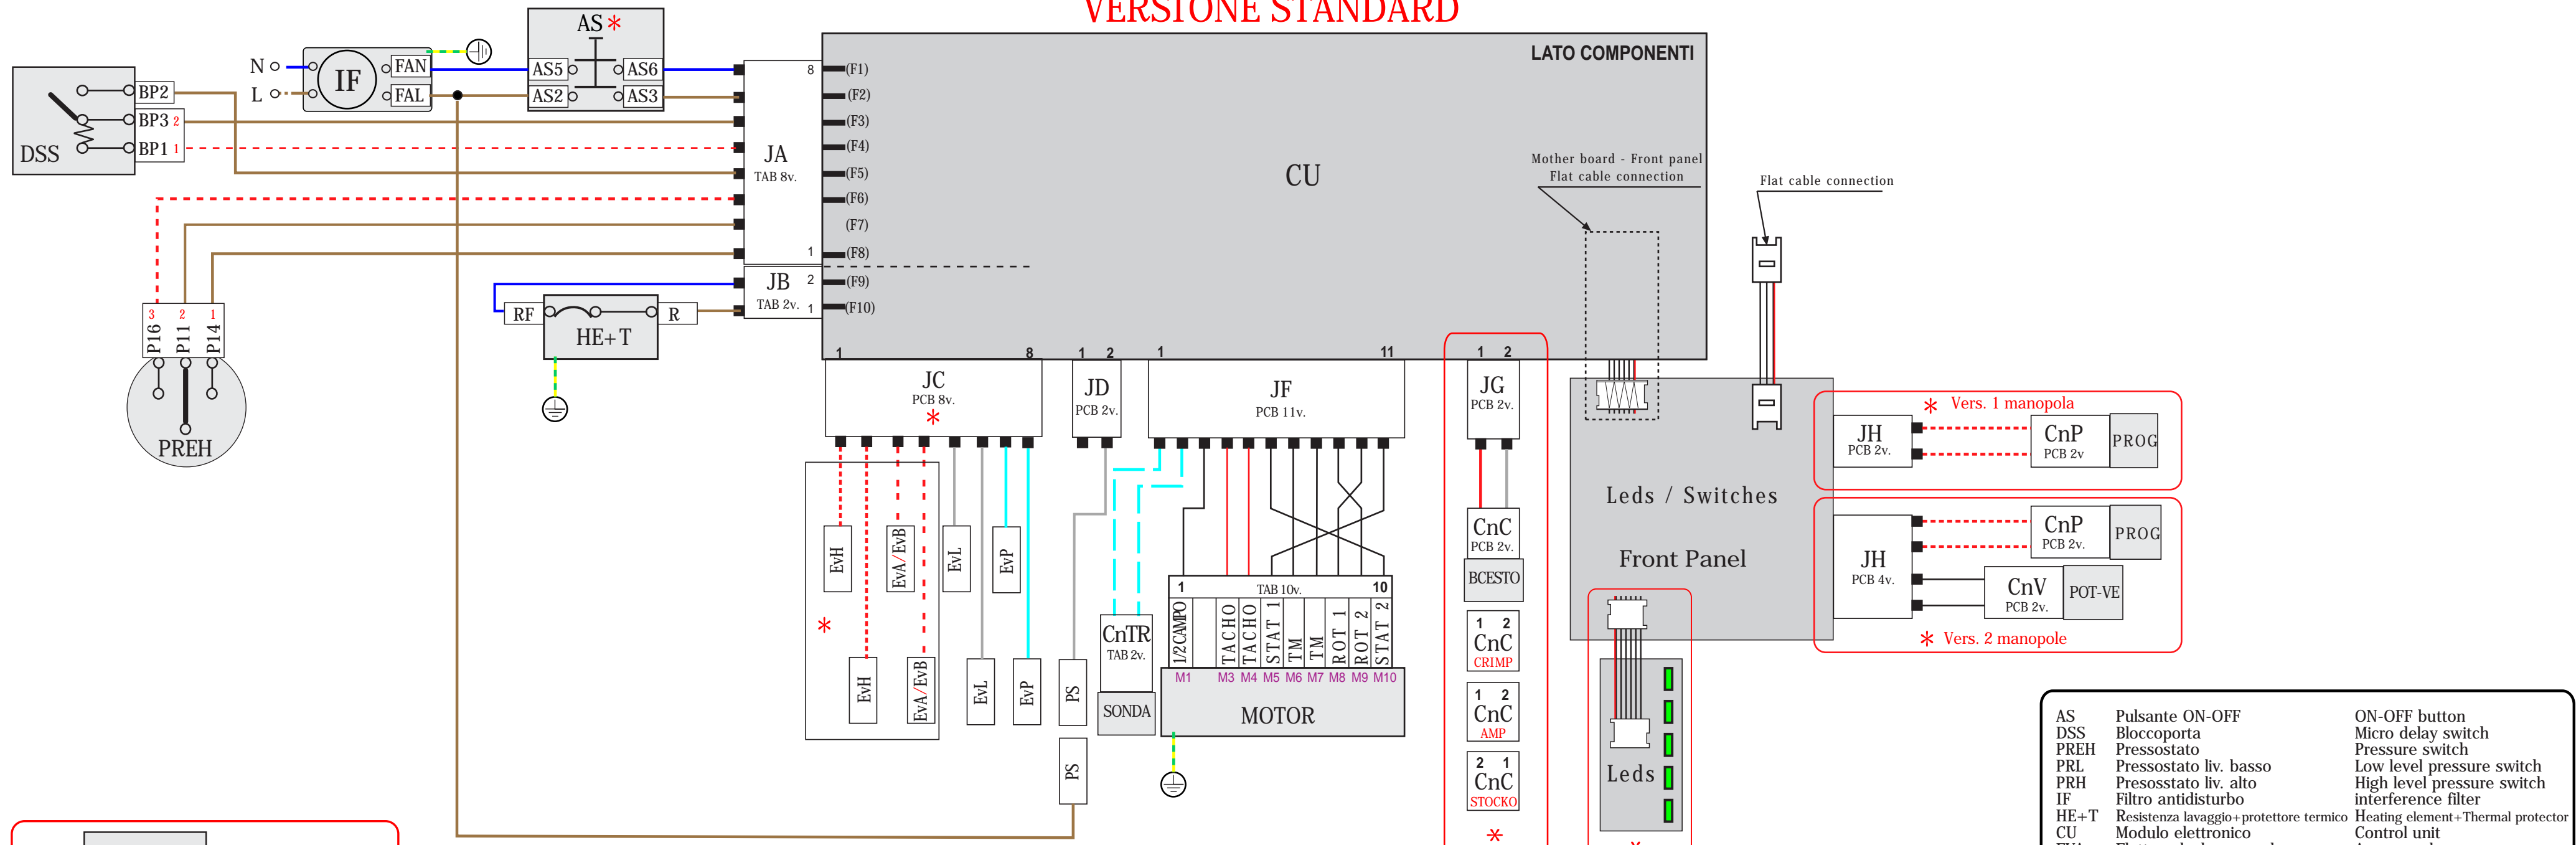 VERSIONE STANDARD
AS *
N
L
IF
FAN
FAL
AS5
AS6
AS2
AS3
DSS
BP2
BP3 2
BP1 1
LATO COMPONENTI
8
JA
TAB 8v.
1
(F1)
(F2)
(F3)
(F4)
(F5)
(F6)
(F7)
(F8)
(F9)
(F10)
CU
Mother board - Front panel
Flat cable connection
Flat cable connection
JB
TAB 2v.
2
1
RF
R
HE+T
3 2 1
P16 P11 P14
PREH
1 8
JC
PCB 8v.
*
1 2
JD
PCB 2v.
1 11
JF
PCB 11v.
1 2
JG
PCB 2v.
EvH
EvA/EvB
EvL
EvP
*
EvH
EvA/EvB
EvL
EvP
PS
PS
CnTR
TAB 2v.
SONDA
1 TAB 10v. 10
1/2CAMPO
TACHO
TACHO
STAT 1
TM
TM
ROT 1
ROT 2
STAT 2
M1 M3 M4 M5 M6 M7 M8 M9 M10
MOTOR
CnC
PCB 2v.
BCESTO
1 2
CnC
CRIMP
1 2
CnC
AMP
2 1
CnC
STOCKO
*
Leds / Switches
Front Panel
Leds
* Vers. 1 manopola
JH
PCB 2v.
CnP
PCB 2v
PROG
JH
PCB 4v.
CnP
PCB 2v.
PROG
CnV
PCB 2v.
POT-VE
* Vers. 2 manopole
AS Pulsante ON-OFF ON-OFF button
DSS Bloccoporta Micro delay switch
PREH Pressostato Pressure switch
PRL Pressostato liv. basso Low level pressure switch
PRH Presosstato liv. alto High level pressure switch
IF Filtro antidisturbo interference filter
HE+T Resistenza lavaggio+protettore termico Heating element+Thermal protector
CU Modulo elettronico Control unit